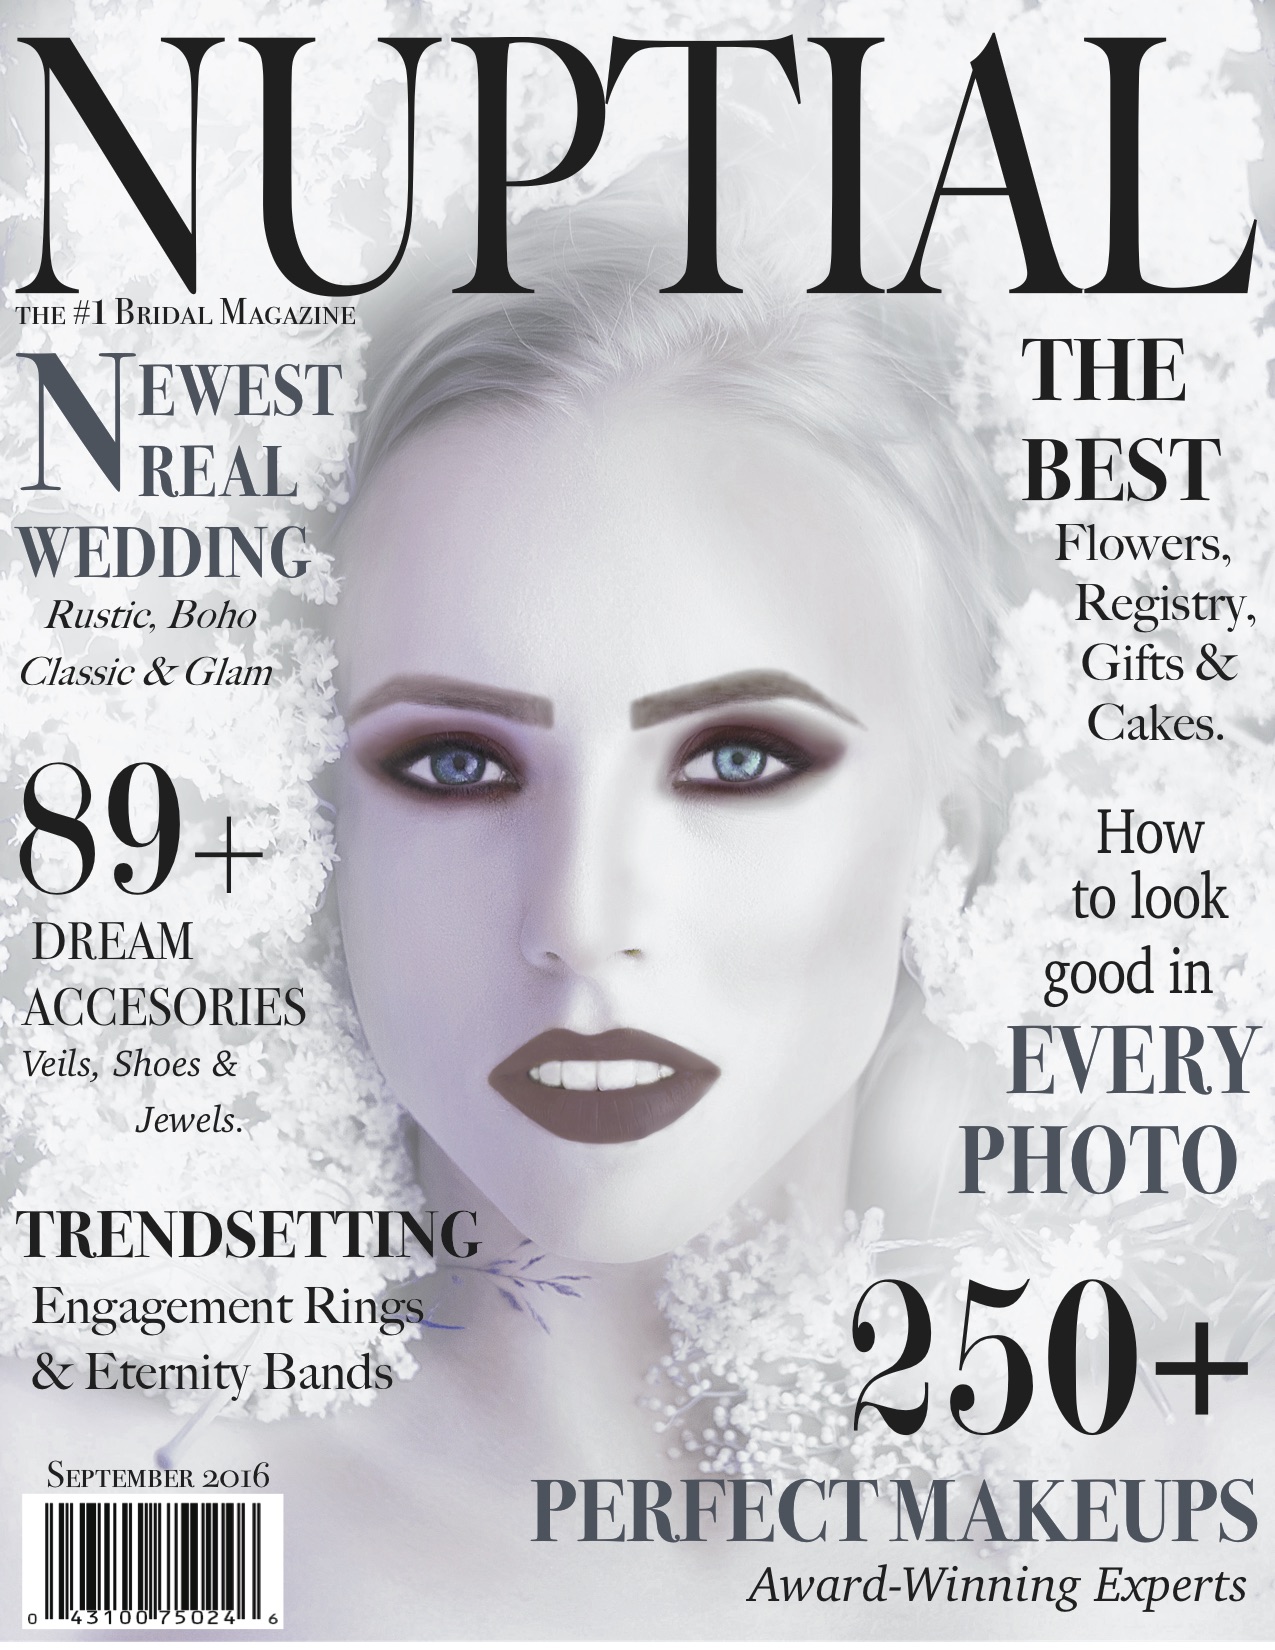 NUPTIAL
THE #1 BRIDAL MAGAZINE
NEWEST
REAL
WEDDING
Rustic, Boho
Classic & Glam
89+
DREAM
ACCESORIES
Veils, Shoes &
Jewels.
TRENDSETTING
Engagement Rings
& Eternity Bands
SEPTEMBER 2016
0 43100 75024 6
THE
BEST
Flowers,
Registry,
Gifts &
Cakes.
How
to look
good in
EVERY
PHOTO
250+
PERFECT MAKEUPS
Award-Winning Experts